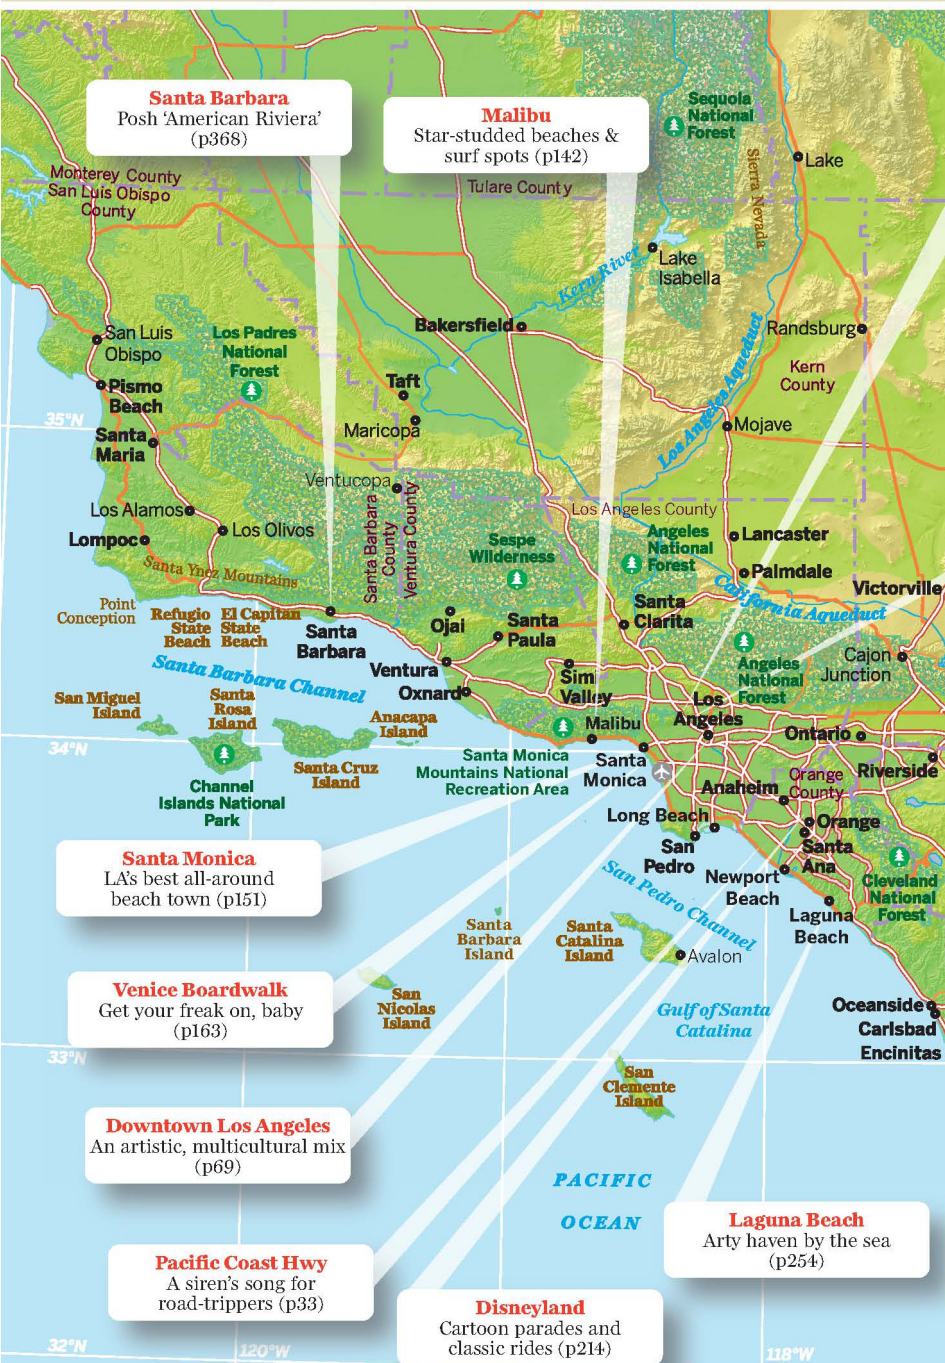 Santa Barbara
Posh ‘American Riviera’
(p368)
Malibu
Star-studded beaches &
surf spots (p142)
Sequoia
National
Forest
Sierra Nevada
Lake
Monterey County
San Luis Obispo
County
Tulare County
Kern River
Lake
Isabella
Bakersfield
Los Angeles Aqueduct
Randsburg
Kern
County
San Luis
Obispo
Los Padres
National
Forest
Pismo
Beach
Taft
Maricopa
Mojave
35°N
Santa
Maria
Ventucopa
Santa Barbara
County
Ventura County
Los Angeles County
Los Alamos
Los Olivos
Lompoc
Sespe
Wilderness
Angeles
National
Forest
Lancaster
Palmdale
Santa Ynez Mountains
California Aqueduct
Victorville
Point
Conception
Refugio
State
Beach
El Capitan
State
Beach
Santa
Barbara
Ojai
Santa
Paula
Santa
Clarita
Angeles
National
Forest
Cajon
Junction
Santa Barbara Channel
Ventura
Oxnard
Sim
Valley
San Miguel
Island
Santa
Rosa
Island
Anacapa
Island
Malibu
Los
Angeles
Ontario
34°N
Santa Cruz
Island
Santa Monica
Mountains National
Recreation Area
Santa
Monica
Anaheim
Orange
County
Riverside
Channel
Islands National
Park
Long Beach
Orange
San
Pedro
Santa
Ana
Newport
Beach
Cleveland
National
Forest
Laguna
Beach
Santa Monica
LA’s best all-around
beach town (p151)
San Pedro Channel
Santa
Barbara
Island
Santa
Catalina
Island
Avalon
Venice Boardwalk
Get your freak on, baby
(p163)
San
Nicolas
Island
Gulf of Santa
Catalina
Oceanside
Carlsbad
Encinitas
33°N
San
Clemente
Island
Downtown Los Angeles
An artistic, multicultural mix
(p69)
PACIFIC
OCEAN
Laguna Beach
Arty haven by the sea
(p254)
Pacific Coast Hwy
A siren’s song for
road-trippers (p33)
Disneyland
Cartoon parades and
classic rides (p214)
32°N
120°W
118°W